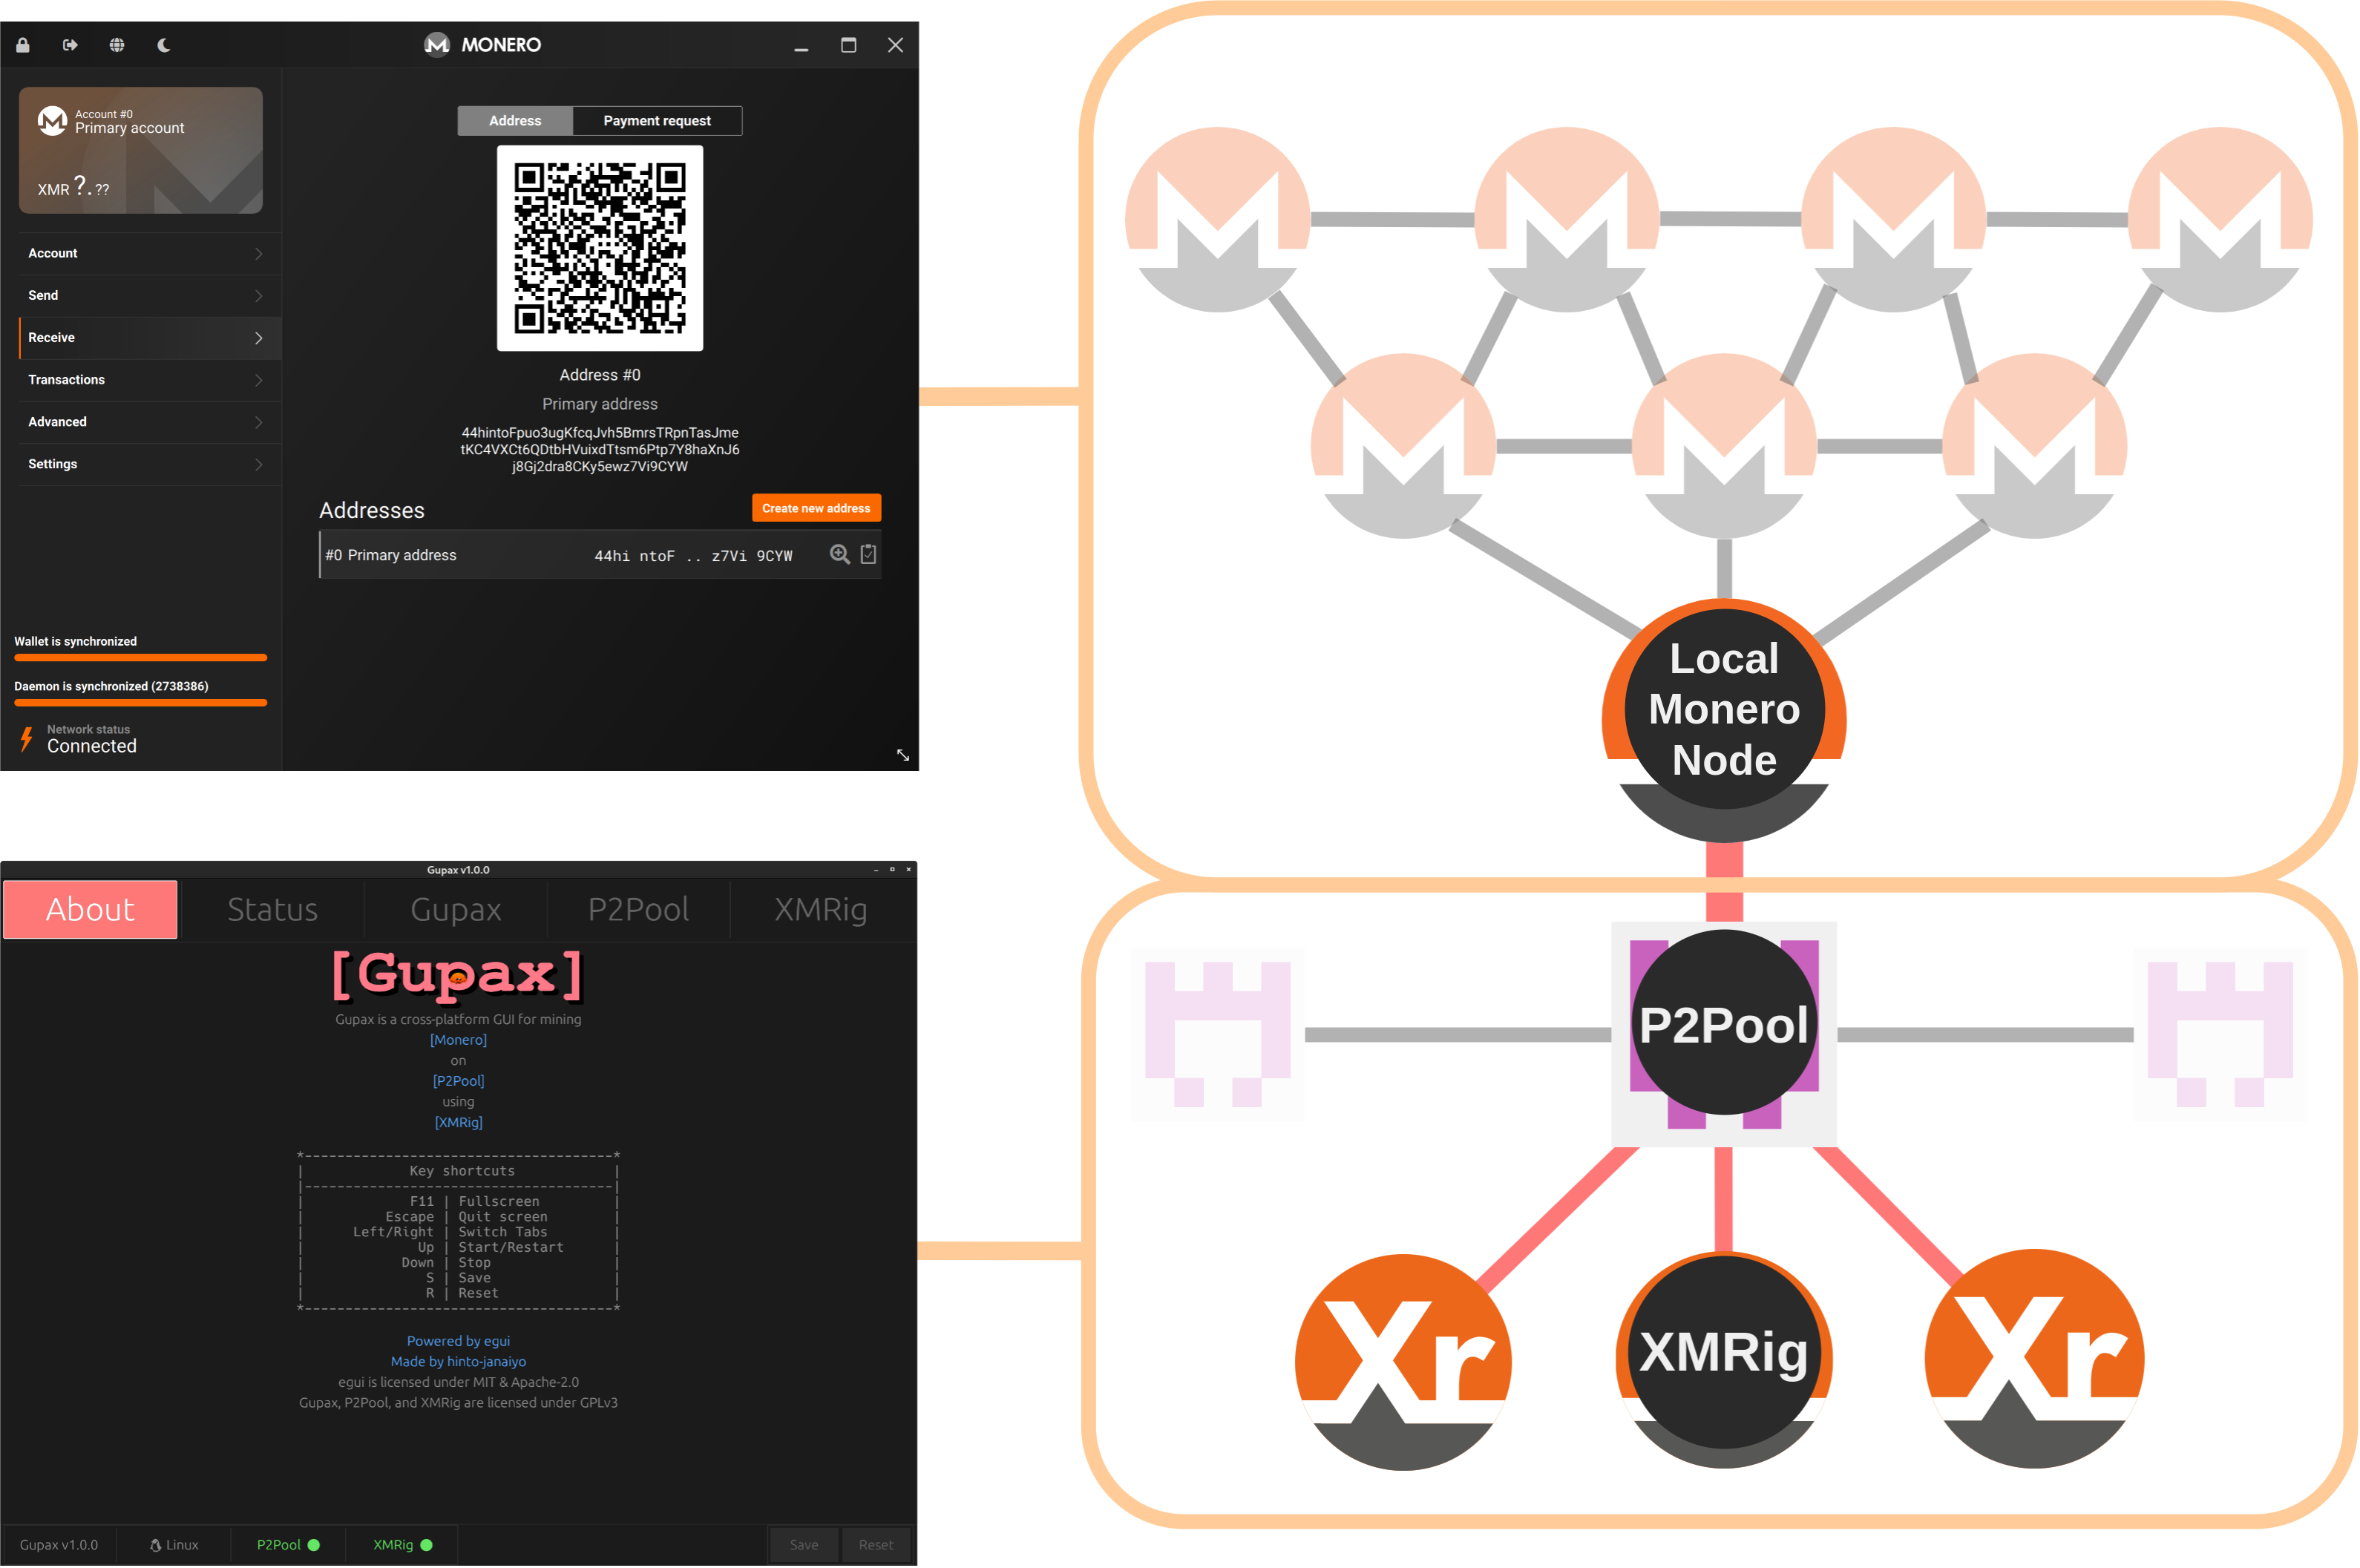 MONERO
Account #0
Primary account
XMR ?.??
Account
Send
Receive
Transactions
Advanced
Settings
Wallet is synchronized
Daemon is synchronized (2738386)
Network status
Connected
Address
Payment request
Address #0
Primary address
44hintoFpuo3ugKfcqJvh5BmrsTRpnTasJme
tKC4VXCt6QDtbHVuixdTtsm6Ptp7Y8haXnJ6
j8Gj2dra8CKy5ewz7Vi9CYW
Addresses
Create new address
#0 Primary address 44hi ntoF .. z7Vi 9CYW
Local
Monero
Node
Gupax v1.0.0
About Status Gupax P2Pool XMRig
[Gupax]
Gupax is a cross-platform GUI for mining
[Monero]
on
[P2Pool]
using
[XMRig]
*--------------------------------------*
| Key shortcuts |
|--------------------------------------|
| F11 | Fullscreen |
| Escape | Quit screen |
| Left/Right | Switch Tabs |
| Up | Start/Restart |
| Down | Stop |
| S | Save |
| R | Reset |
*--------------------------------------*
Powered by egui
Made by hinto-janaiyo
egui is licensed under MIT & Apache-2.0
Gupax, P2Pool, and XMRig are licensed under GPLv3
Gupax v1.0.0 Linux P2Pool XMRig Save Reset
P2Pool
Xr
XMRig
Xr